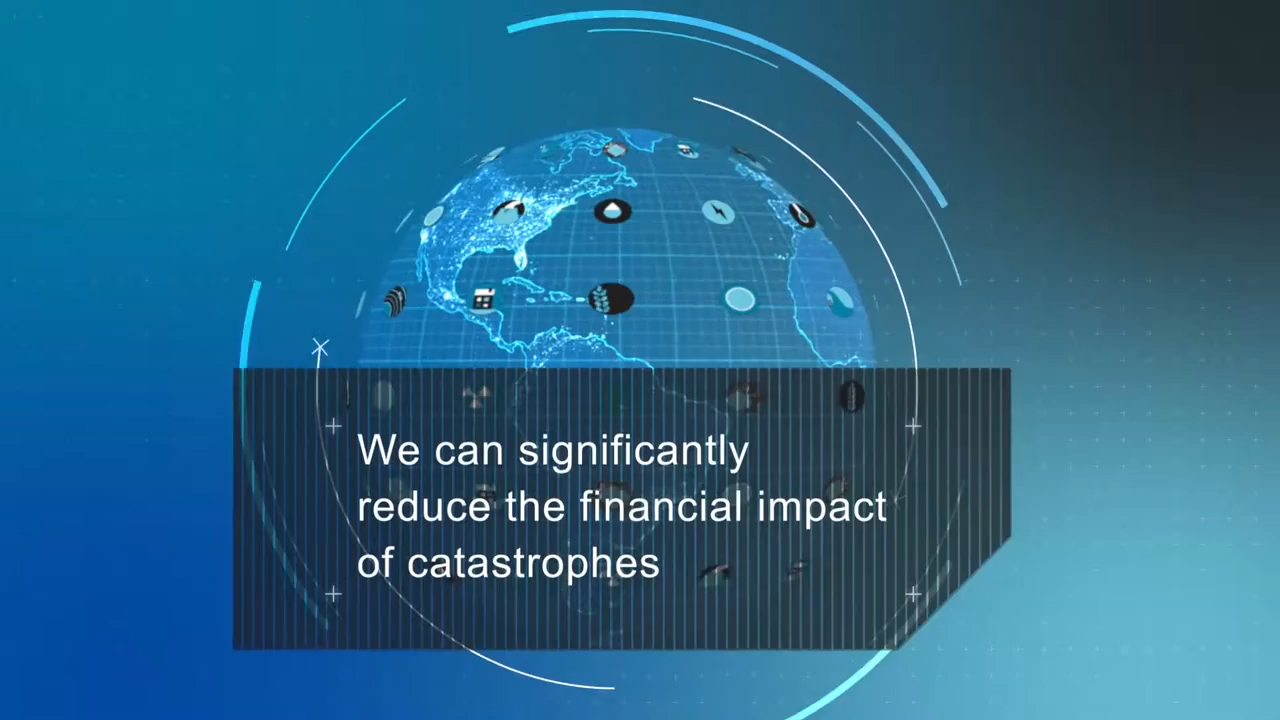 We can significantly
reduce the financial impact
of catastrophes